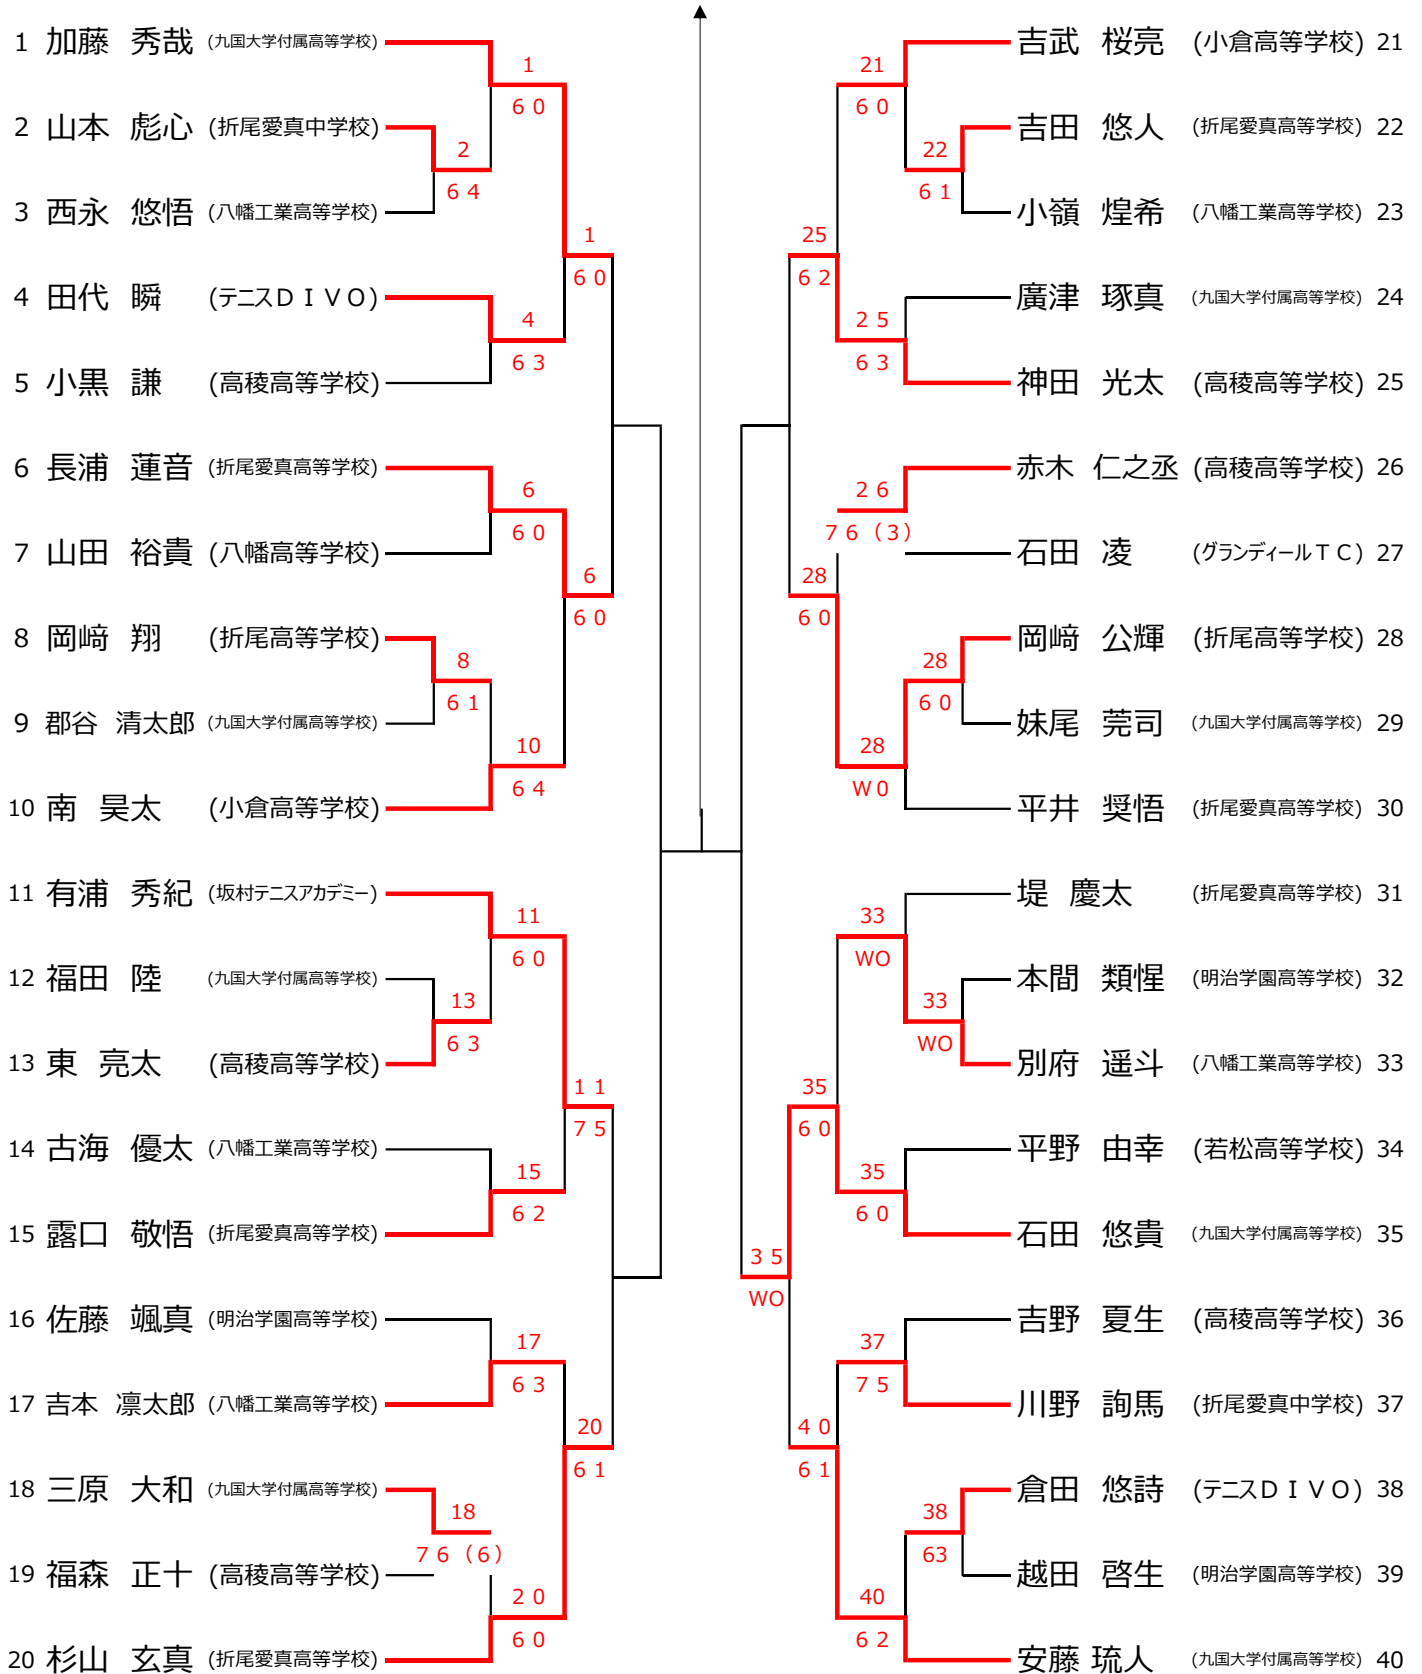 1 加藤 秀哉 (九国大学付属高等学校)
1
6 0
2 山本 彪心 (折尾愛真中学校)
2
6 4
3 西永 悠悟 (八幡工業高等学校)
1
6 0
4 田代 瞬 (テニスＤＩＶＯ)
4
6 3
5 小黒 謙 (高稜高等学校)
6 長浦 蓮音 (折尾愛真高等学校)
6
6 0
7 山田 裕貴 (八幡高等学校)
6
6 0
8 岡﨑 翔 (折尾高等学校)
8
6 1
9 郡谷 清太郎 (九国大学付属高等学校)
10
6 4
10 南 昊太 (小倉高等学校)
11 有浦 秀紀 (坂村テニスアカデミー)
11
6 0
12 福田 陸 (九国大学付属高等学校)
13
6 3
13 東 亮太 (高稜高等学校)
1 1
7 5
14 古海 優太 (八幡工業高等学校)
15
6 2
15 露口 敬悟 (折尾愛真高等学校)
16 佐藤 颯真 (明治学園高等学校)
17
6 3
17 吉本 凛太郎 (八幡工業高等学校)
20
6 1
18 三原 大和 (九国大学付属高等学校)
18
7 6（6）
19 福森 正十 (高稜高等学校)
2 0
6 0
20 杉山 玄真 (折尾愛真高等学校)
吉武 桜亮 (小倉高等学校) 21
21
6 0
吉田 悠人 (折尾愛真高等学校) 22
22
6 1
小嶺 煌希 (八幡工業高等学校) 23
25
6 2
廣津 琢真 (九国大学付属高等学校) 24
2 5
6 3
神田 光太 (高稜高等学校) 25
赤木 仁之丞 (高稜高等学校) 26
2 6
7 6（3）
石田 凌 (グランディールＴＣ) 27
28
6 0
岡﨑 公輝 (折尾高等学校) 28
28
6 0
妹尾 莞司 (九国大学付属高等学校) 29
28
W 0
平井 奨悟 (折尾愛真高等学校) 30
堤 慶太 (折尾愛真高等学校) 31
33
WO
本間 類惺 (明治学園高等学校) 32
33
WO
別府 遥斗 (八幡工業高等学校) 33
35
6 0
平野 由幸 (若松高等学校) 34
35
6 0
石田 悠貴 (九国大学付属高等学校) 35
3 5
WO
吉野 夏生 (高稜高等学校) 36
37
7 5
川野 詢馬 (折尾愛真中学校) 37
4 0
6 1
倉田 悠詩 (テニスＤＩＶＯ) 38
38
63
越田 啓生 (明治学園高等学校) 39
40
6 2
安藤 琉人 (九国大学付属高等学校) 40